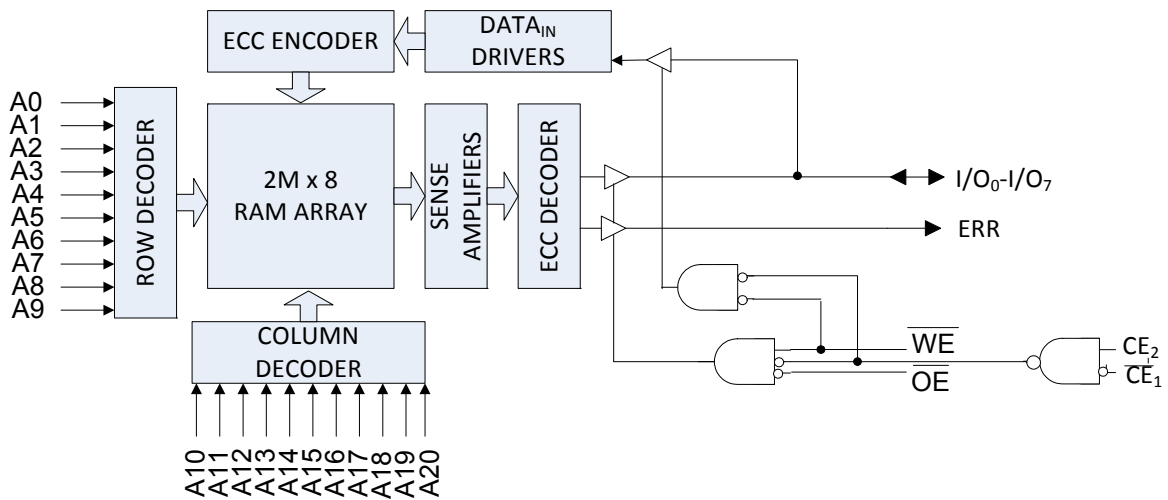 ECC ENCODER
DATAIN
DRIVERS
A0
A1
A2
A3
A4
A5
A6
A7
A8
A9
ROW DECODER
2M x 8
RAM ARRAY
SENSE
AMPLIFIERS
ECC DECODER
I/O0-I/O7
ERR
COLUMN
DECODER
WE
OE
CE2
CE1
A10
A11
A12
A13
A14
A15
A16
A17
A18
A19
A20